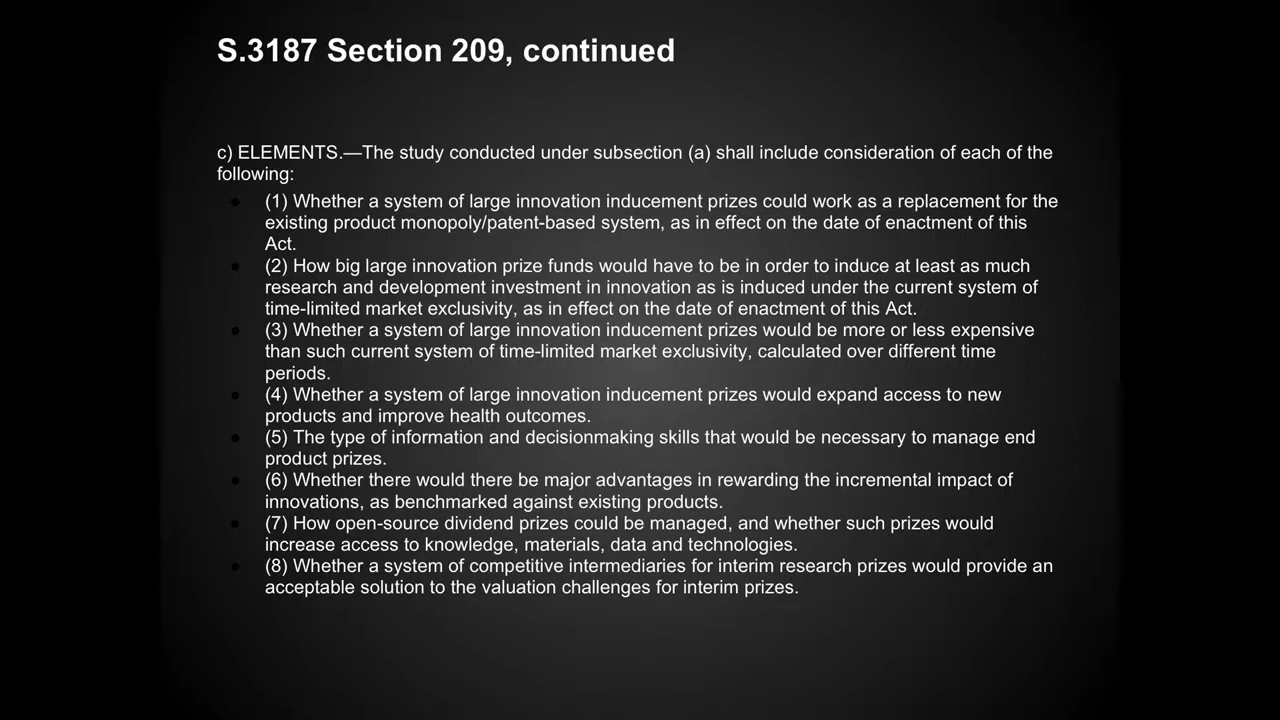 S.3187 Section 209, continued
c) ELEMENTS.—The study conducted under subsection (a) shall include consideration of each of the
following:
(1) Whether a system of large innovation inducement prizes could work as a replacement for the
existing product monopoly/patent-based system, as in effect on the date of enactment of this
Act.
(2) How big large innovation prize funds would have to be in order to induce at least as much
research and development investment in innovation as is induced under the current system of
time-limited market exclusivity, as in effect on the date of enactment of this Act.
(3) Whether a system of large innovation inducement prizes would be more or less expensive
than such current system of time-limited market exclusivity, calculated over different time
periods.
(4) Whether a system of large innovation inducement prizes would expand access to new
products and improve health outcomes.
(5) The type of information and decisionmaking skills that would be necessary to manage end
product prizes.
(6) Whether there would there be major advantages in rewarding the incremental impact of
innovations, as benchmarked against existing products.
(7) How open-source dividend prizes could be managed, and whether such prizes would
increase access to knowledge, materials, data and technologies.
(8) Whether a system of competitive intermediaries for interim research prizes would provide an
acceptable solution to the valuation challenges for interim prizes.